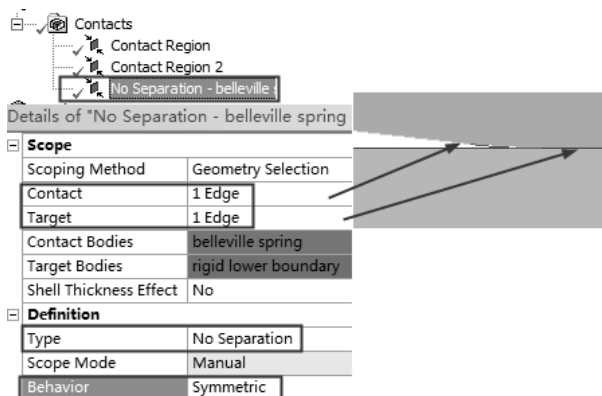 Contacts
Contact Region
Contact Region 2
No Separation - belleville
Details of "No Separation - belleville spring
Scope
Scoping Method Geometry Selection
Contact 1 Edge
Target 1 Edge
Contact Bodies belleville spring
Target Bodies rigid lower boundary
Shell Thickness Effect No
Definition
Type No Separation
Scope Mode Manual
Behavior Symmetric